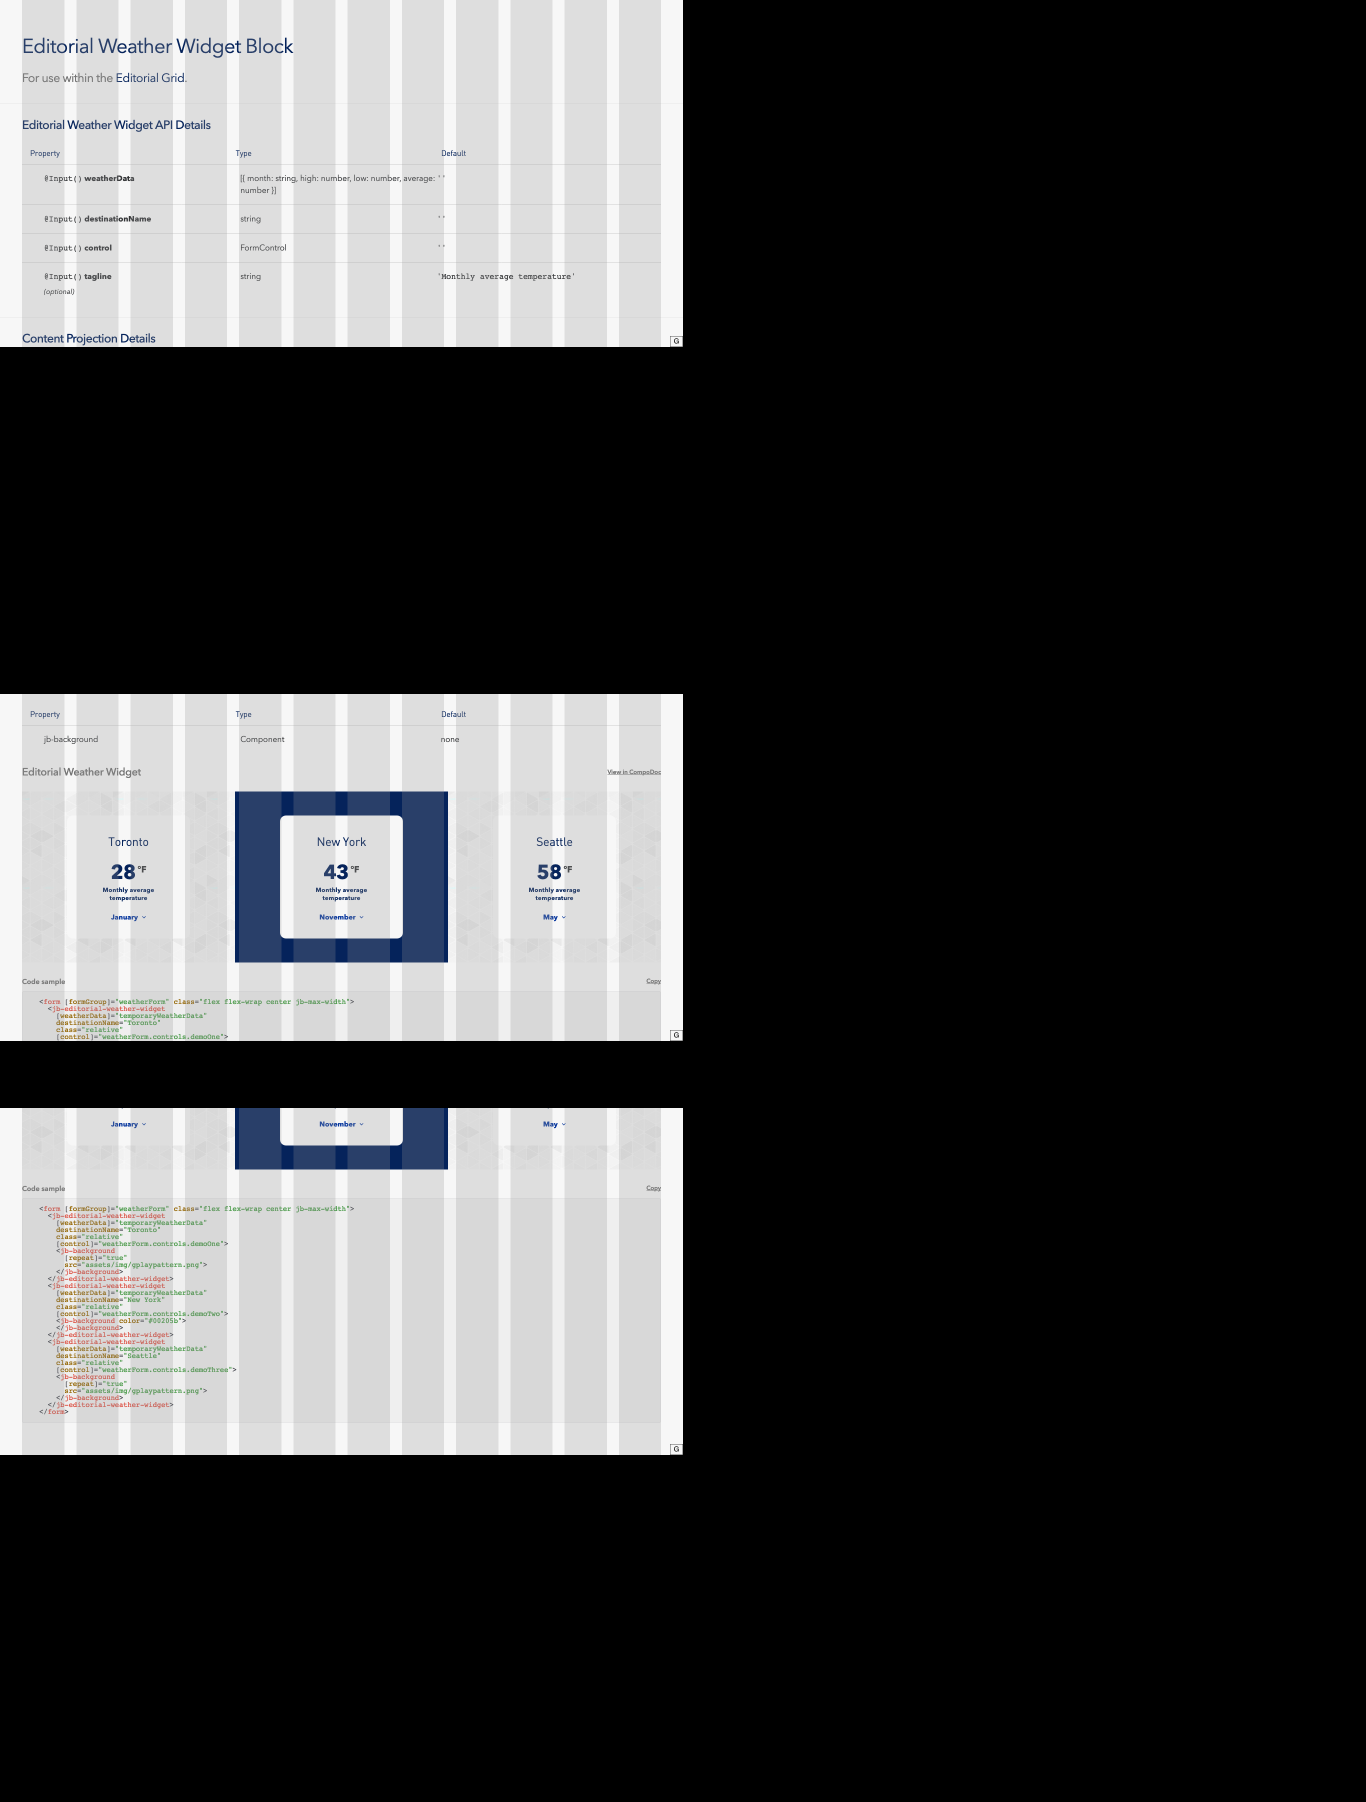 Editorial Weather Widget Block
For use within the Editorial Grid.
Editorial Weather Widget API Details
Property Type Default
@Input() weatherData [{ month: string, high: number, low: number, average: number }] ''
@Input() destinationName string ''
@Input() control FormControl ''
@Input() tagline string 'Monthly average temperature'
(optional)
Content Projection Details
G
Property Type Default
jb-background Component none
Editorial Weather Widget View in CompoDoc
Toronto New York Seattle
28 °F 43 °F 58 °F
Monthly average Monthly average Monthly average
temperature temperature temperature
January November May
Code sample Copy
<form [formGroup]="weatherForm" class="flex flex-wrap center jb-max-width">
<jb-editorial-weather-widget
[weatherData]="temporaryWeatherData"
destinationName="Toronto"
class="relative"
[control]="weatherForm.controls.demoOne">
G
January November May
Code sample Copy
<form [formGroup]="weatherForm" class="flex flex-wrap center jb-max-width">
<jb-editorial-weather-widget
[weatherData]="temporaryWeatherData"
destinationName="Toronto"
class="relative"
[control]="weatherForm.controls.demoOne">
<jb-background
[repeat]="true"
src="assets/img/gplaypattern.png">
</jb-background>
</jb-editorial-weather-widget>
<jb-editorial-weather-widget
[weatherData]="temporaryWeatherData"
destinationName="New York"
class="relative"
[control]="weatherForm.controls.demoTwo">
<jb-background color="#00205b">
</jb-background>
</jb-editorial-weather-widget>
<jb-editorial-weather-widget
[weatherData]="temporaryWeatherData"
destinationName="Seattle"
class="relative"
[control]="weatherForm.controls.demoThree">
<jb-background
[repeat]="true"
src="assets/img/gplaypattern.png">
</jb-background>
</jb-editorial-weather-widget>
</form>
G